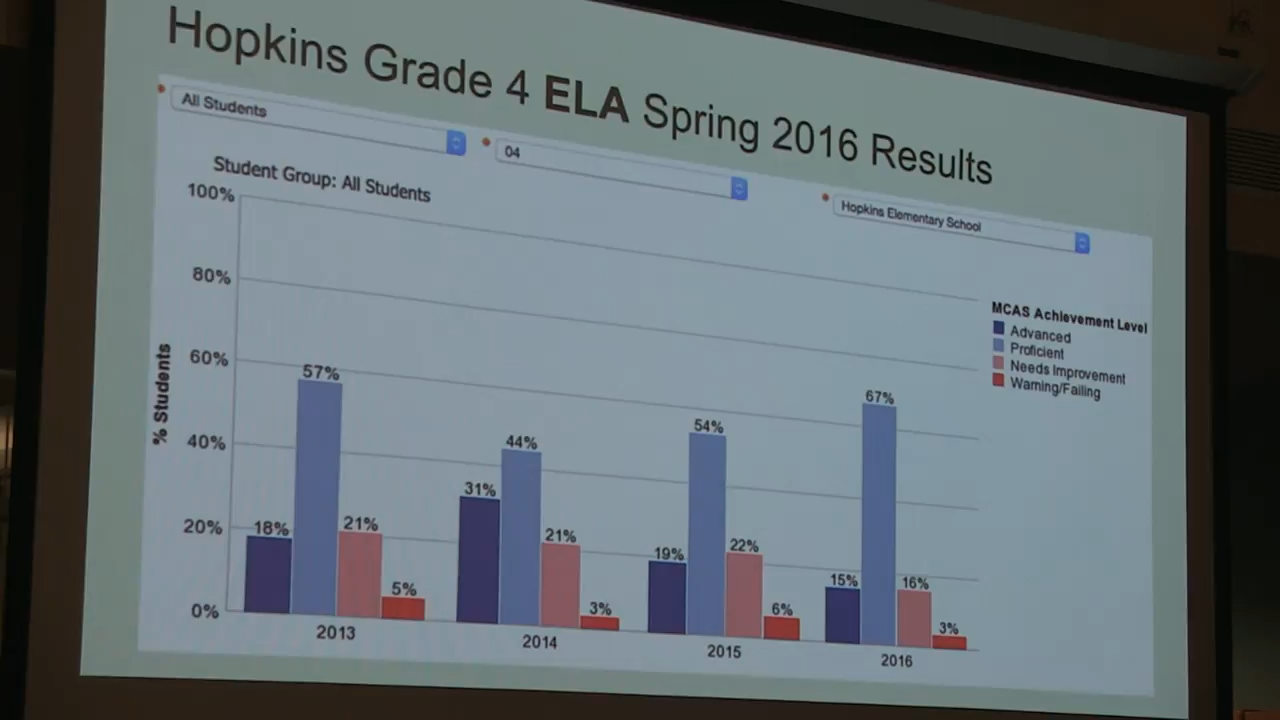 Hopkins Grade 4 ELA Spring 2016 Results
All Students
04
Hopkins Elementary School
Student Group: All Students
100%
80%
60%
40%
20%
0%
% Students
18%
57%
21%
5%
31%
44%
21%
3%
19%
54%
22%
6%
15%
67%
16%
3%
2013
2014
2015
2016
MCAS Achievement Level
Advanced
Proficient
Needs Improvement
Warning/Failing